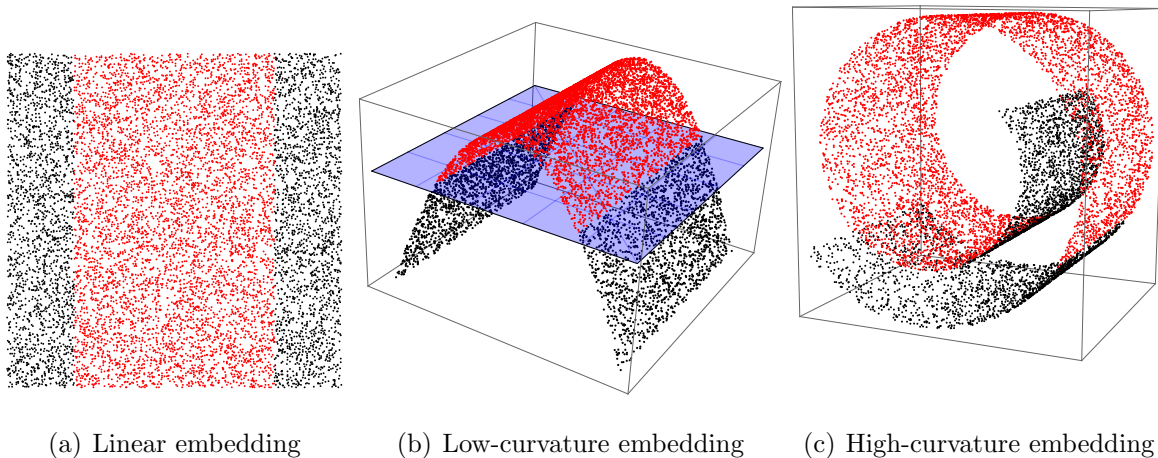 (a) Linear embedding
(b) Low-curvature embedding
(c) High-curvature embedding